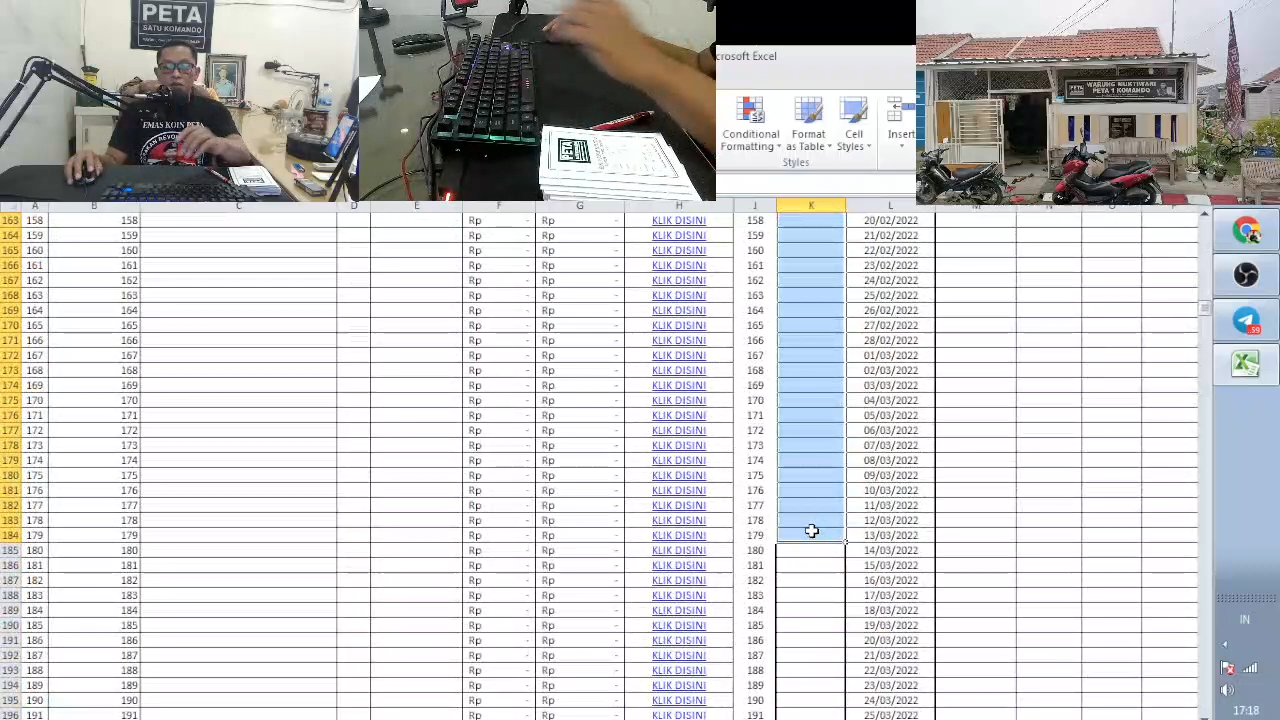 PETA
SATU KOMANDO
EMAS KOIN N
AKAN REVOL
crosoft Excel
WARUNG MUKTIWARI
PETA 1 KOMANDO
Conditional Formatting
Format as Table
Cell Styles
Insert
Styles
A B C D E F G H J K L M N O
163 158 158 Rp - Rp - KLIK DISINI 158 20/02/2022
164 159 159 Rp - Rp - KLIK DISINI 159 21/02/2022
165 160 160 Rp - Rp - KLIK DISINI 160 22/02/2022
166 161 161 Rp - Rp - KLIK DISINI 161 23/02/2022
167 162 162 Rp - Rp - KLIK DISINI 162 24/02/2022
168 163 163 Rp - Rp - KLIK DISINI 163 25/02/2022
169 164 164 Rp - Rp - KLIK DISINI 164 26/02/2022
170 165 165 Rp - Rp - KLIK DISINI 165 27/02/2022
171 166 166 Rp - Rp - KLIK DISINI 166 28/02/2022
172 167 167 Rp - Rp - KLIK DISINI 167 01/03/2022
173 168 168 Rp - Rp - KLIK DISINI 168 02/03/2022
174 169 169 Rp - Rp - KLIK DISINI 169 03/03/2022
175 170 170 Rp - Rp - KLIK DISINI 170 04/03/2022
176 171 171 Rp - Rp - KLIK DISINI 171 05/03/2022
177 172 172 Rp - Rp - KLIK DISINI 172 06/03/2022
178 173 173 Rp - Rp - KLIK DISINI 173 07/03/2022
179 174 174 Rp - Rp - KLIK DISINI 174 08/03/2022
180 175 175 Rp - Rp - KLIK DISINI 175 09/03/2022
181 176 176 Rp - Rp - KLIK DISINI 176 10/03/2022
182 177 177 Rp - Rp - KLIK DISINI 177 11/03/2022
183 178 178 Rp - Rp - KLIK DISINI 178 12/03/2022
184 179 179 Rp - Rp - KLIK DISINI 179 13/03/2022
185 180 180 Rp - Rp - KLIK DISINI 180 14/03/2022
186 181 181 Rp - Rp - KLIK DISINI 181 15/03/2022
187 182 182 Rp - Rp - KLIK DISINI 182 16/03/2022
188 183 183 Rp - Rp - KLIK DISINI 183 17/03/2022
189 184 184 Rp - Rp - KLIK DISINI 184 18/03/2022
190 185 185 Rp - Rp - KLIK DISINI 185 19/03/2022
191 186 186 Rp - Rp - KLIK DISINI 186 20/03/2022
192 187 187 Rp - Rp - KLIK DISINI 187 21/03/2022
193 188 188 Rp - Rp - KLIK DISINI 188 22/03/2022
194 189 189 Rp - Rp - KLIK DISINI 189 23/03/2022
195 190 190 Rp - Rp - KLIK DISINI 190 24/03/2022
196 191 191 Rp - Rp - KLIK DISINI 191 25/03/2022
59
IN
17:18